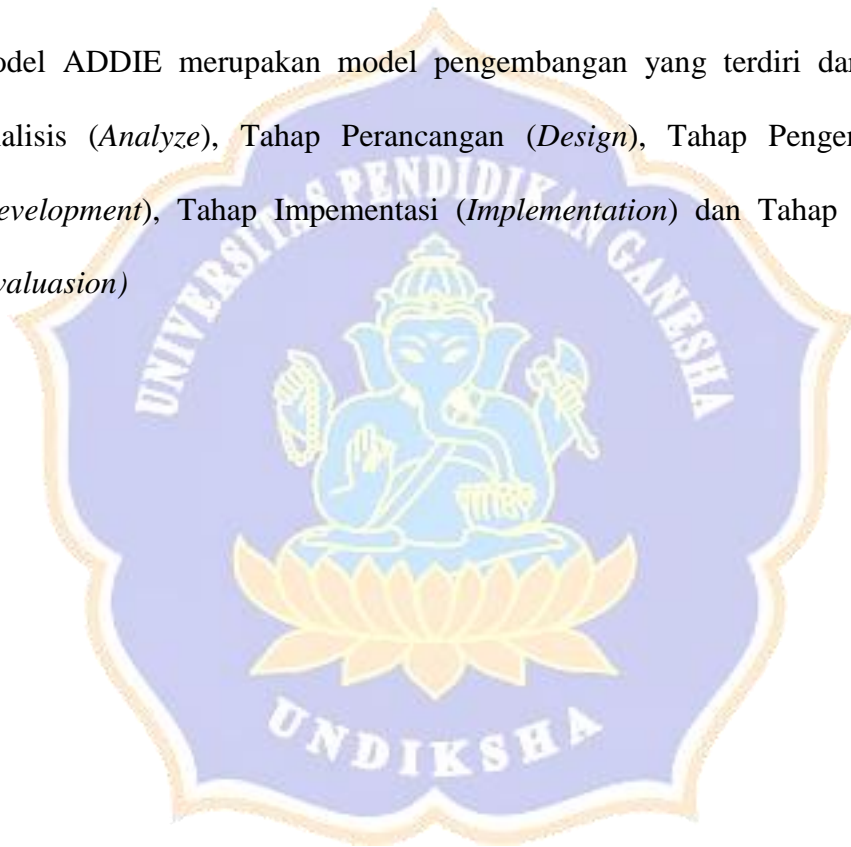 odel ADDIE merupakan model pengembangan yang terdiri dar
nalisis (Analyze), Tahap Perancangan (Design), Tahap Penger
evelopment), Tahap Impementasi (Implementation) dan Tahap
valuasion)
UNIVERSITAS PENDIDIKAN GANESHA
UNDIKSHA